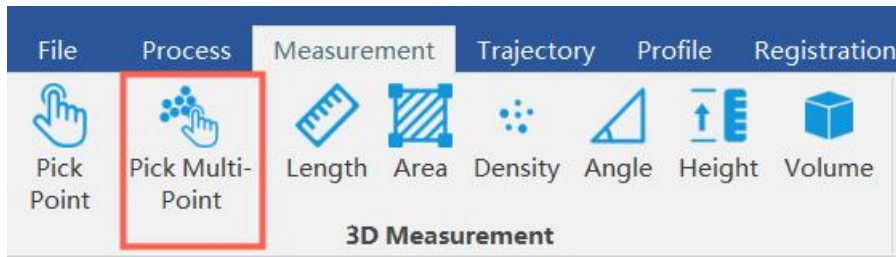 File Process Measurement Trajectory Profile Registration
Pick Pick Multi- Length Area Density Angle Height Volume
Point Point
3D Measurement